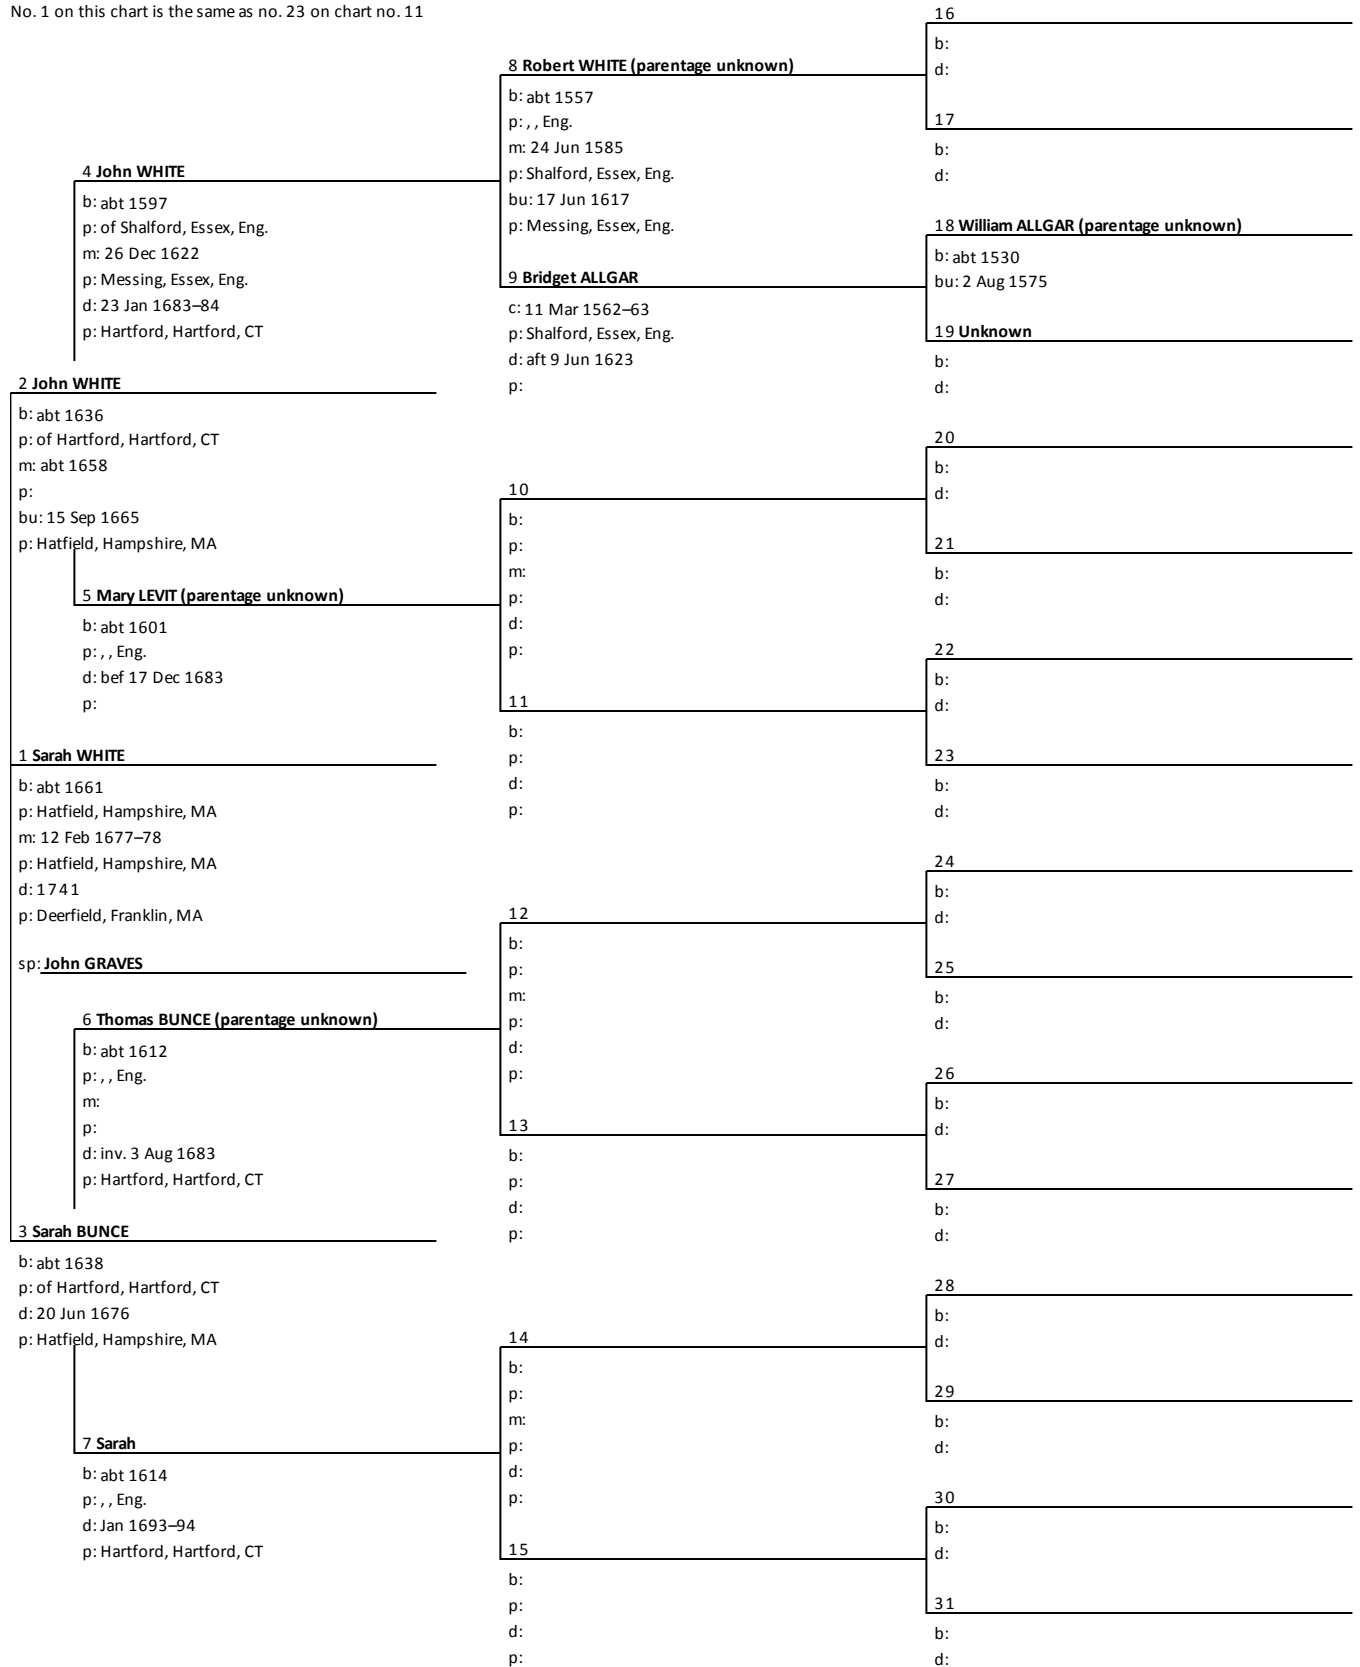 No. 1 on this chart is the same as no. 23 on chart no. 11
1 Sarah WHITE
b: abt 1661
p: Hatfield, Hampshire, MA
m: 12 Feb 1677–78
p: Hatfield, Hampshire, MA
d: 1741
p: Deerfield, Franklin, MA
sp: John GRAVES
2 John WHITE
b: abt 1636
p: of Hartford, Hartford, CT
m: abt 1658
p:
bu: 15 Sep 1665
p: Hatfield, Hampshire, MA
3 Sarah BUNCE
b: abt 1638
p: of Hartford, Hartford, CT
d: 20 Jun 1676
p: Hatfield, Hampshire, MA
4 John WHITE
b: abt 1597
p: of Shalford, Essex, Eng.
m: 26 Dec 1622
p: Messing, Essex, Eng.
d: 23 Jan 1683–84
p: Hartford, Hartford, CT
5 Mary LEVIT (parentage unknown)
b: abt 1601
p: , , Eng.
d: bef 17 Dec 1683
p:
6 Thomas BUNCE (parentage unknown)
b: abt 1612
p: , , Eng.
m:
p:
d: inv. 3 Aug 1683
p: Hartford, Hartford, CT
7 Sarah
b: abt 1614
p: , , Eng.
d: Jan 1693–94
p: Hartford, Hartford, CT
8 Robert WHITE (parentage unknown)
b: abt 1557
p: , , Eng.
m: 24 Jun 1585
p: Shalford, Essex, Eng.
bu: 17 Jun 1617
p: Messing, Essex, Eng.
9 Bridget ALLGAR
c: 11 Mar 1562–63
p: Shalford, Essex, Eng.
d: aft 9 Jun 1623
p:
10
b:
p:
m:
p:
d:
p:
11
b:
p:
d:
p:
12
b:
p:
m:
p:
d:
p:
13
b:
p:
d:
p:
14
b:
p:
m:
p:
d:
p:
15
b:
p:
d:
p:
16
b:
d:
17
b:
d:
18 William ALLGAR (parentage unknown)
b: abt 1530
bu: 2 Aug 1575
19 Unknown
b:
d:
20
b:
d:
21
b:
d:
22
b:
d:
23
b:
d:
24
b:
d:
25
b:
d:
26
b:
d:
27
b:
d:
28
b:
d:
29
b:
d:
30
b:
d:
31
b:
d: